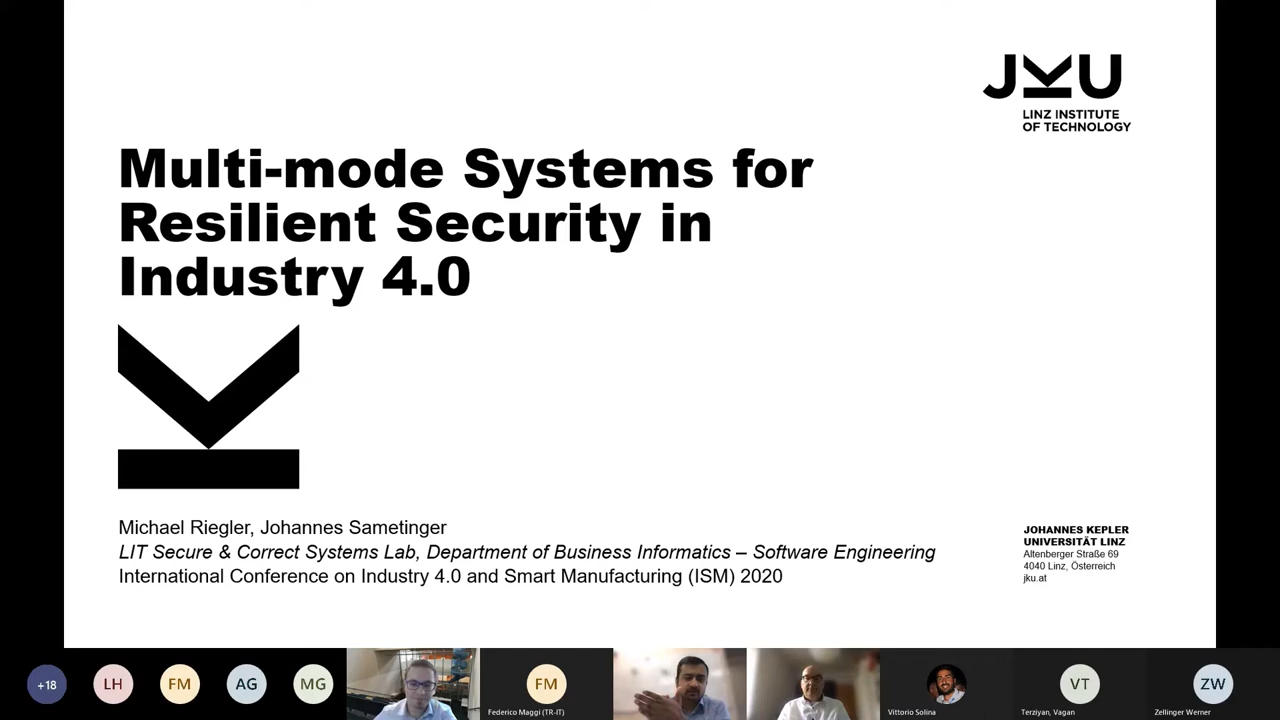 JKU
LINZ INSTITUTE
OF TECHNOLOGY
Multi-mode Systems for
Resilient Security in
Industry 4.0
Michael Riegler, Johannes Sametinger
LIT Secure & Correct Systems Lab, Department of Business Informatics – Software Engineering
International Conference on Industry 4.0 and Smart Manufacturing (ISM) 2020
JOHANNES KEPLER
UNIVERSITÄT LINZ
Altenberger Straße 69
4040 Linz, Österreich
jku.at
+18
LH
FM
AG
MG
FM
Federico Maggi (TR-IT)
Vittorio Solina
VT
Terziyan, Vagan
ZW
Zellinger Werner